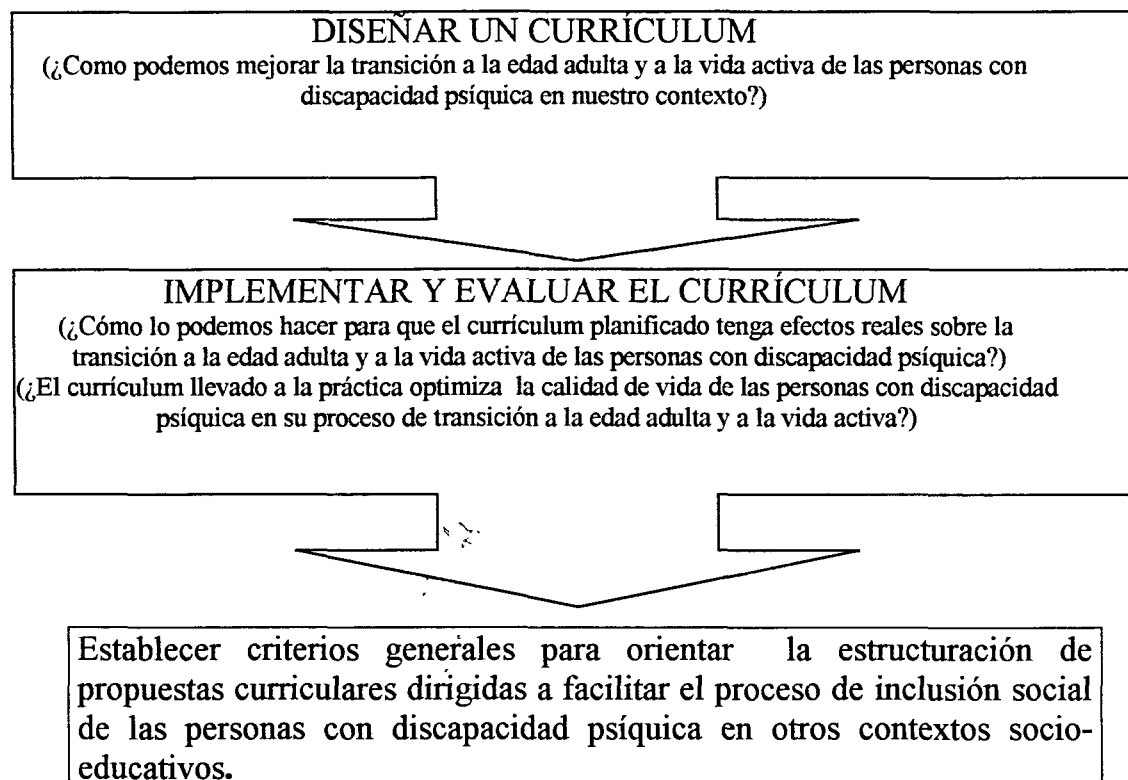 DISEÑAR UN CURRÍCULUM
(¿Como podemos mejorar la transición a la edad adulta y a la vida activa de las personas con
discapacidad psíquica en nuestro contexto?)
IMPLEMENTAR Y EVALUAR EL CURRÍCULUM
(¿Cómo lo podemos hacer para que el currículum planificado tenga efectos reales sobre la
transición a la edad adulta y a la vida activa de las personas con discapacidad psíquica?)
(¿El currículum llevado a la práctica optimiza la calidad de vida de las personas con discapacidad
psíquica en su proceso de transición a la edad adulta y a la vida activa?)
Establecer criterios generales para orientar la estructuración de
propuestas curriculares dirigidas a facilitar el proceso de inclusión social
de las personas con discapacidad psíquica en otros contextos socio-
educativos.